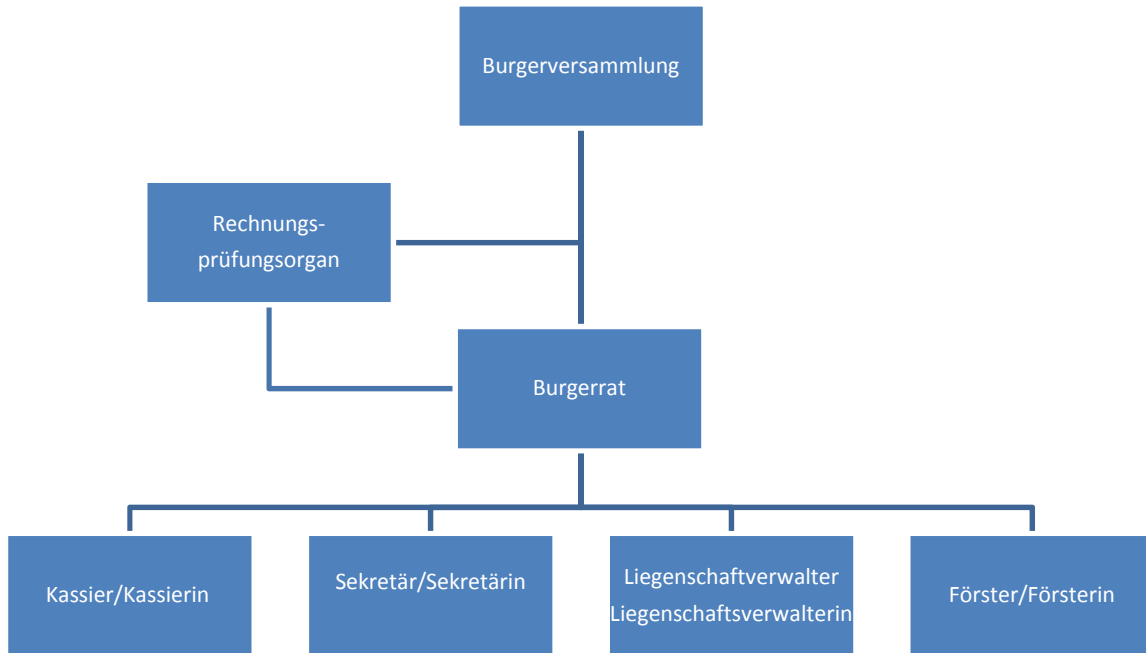 Burgerversammlung
Rechnungs-
prüfungsorgan
Burgerrat
Kassier/Kassierin
Sekretär/Sekretärin
Liegenschaftverwalter
Liegenschaftsverwalterin
Förster/Försterin